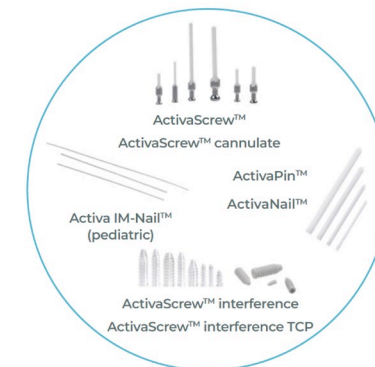 ActivaScrew™
ActivaScrew™ cannulate
ActivaPin™
ActivaNail™
Activa IM-Nail™
(pediatric)
ActivaScrew™ interference
ActivaScrew™ interference TCP